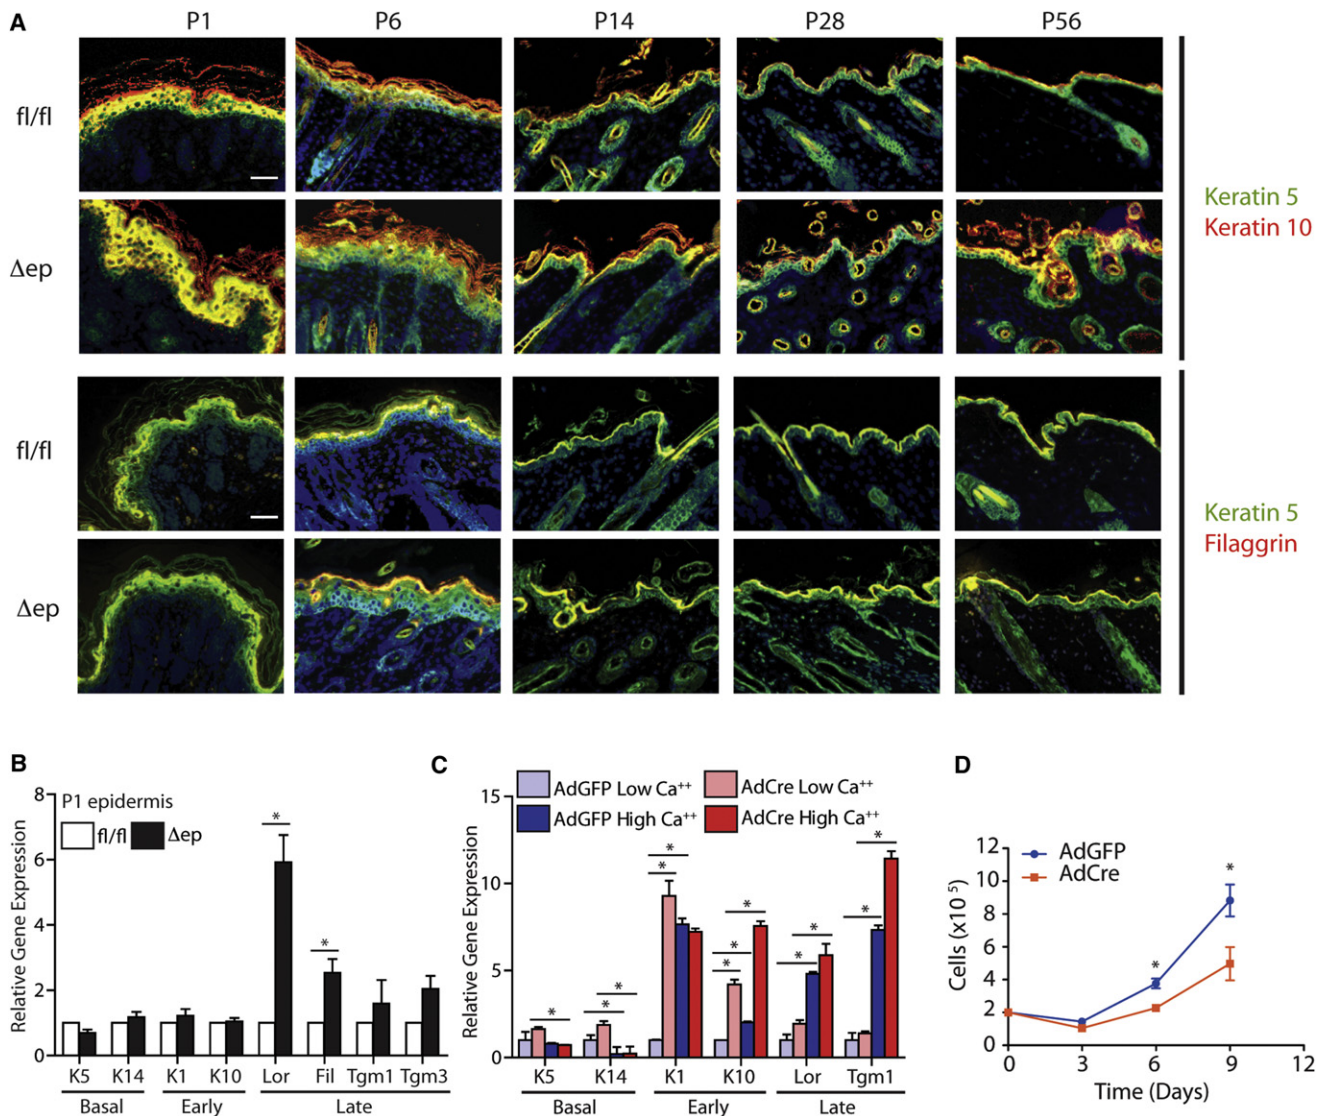 A
P1 P6 P14 P28 P56
fl/fl
Δep
Keratin 5
Keratin 10
fl/fl
Δep
Keratin 5
Filaggrin
B
Relative Gene Expression
8
6
4
2
0
P1 epidermis
fl/fl Δep
* *
K5 K14 K1 K10 Lor Fil Tgm1 Tgm3
Basal Early Late
C
AdGFP Low Ca⁺⁺ AdCre Low Ca⁺⁺
AdGFP High Ca⁺⁺ AdCre High Ca⁺⁺
Relative Gene Expression
15
10
5
0
* * * * * * * * * * * *
K5 K14 K1 K10 Lor Tgm1
Basal Early Late
D
AdGFP
AdCre
Cells (x10 ⁵)
12
10
8
6
4
2
0
* *
0 3 6 9 12
Time (Days)